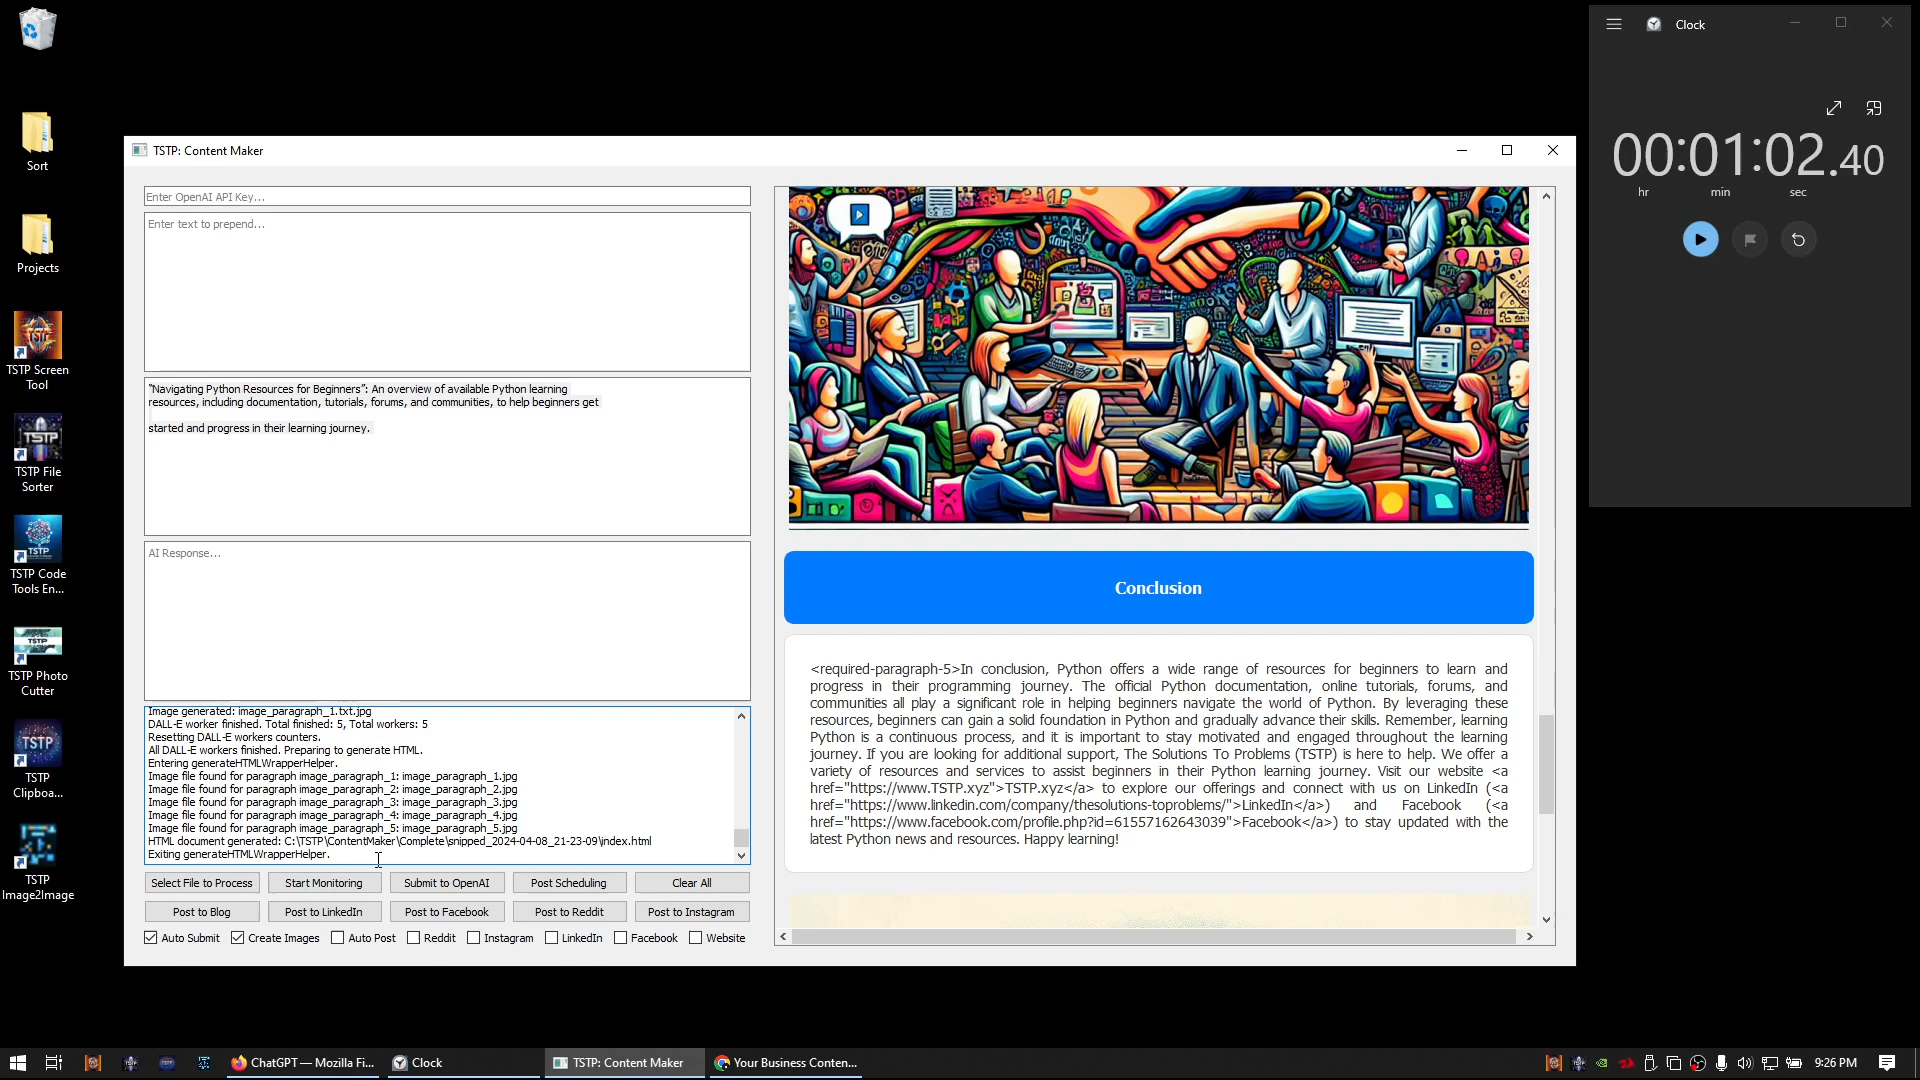 Sort
Projects
TSTP Screen
Tool
TSTP File
Sorter
TSTP Code
Tools En...
TSTP Photo
Cutter
TSTP
Clipboa...
TSTP
Image2Image
TSTP: Content Maker
Enter OpenAI API Key...
Enter text to prepend...
"Navigating Python Resources for Beginners": An overview of available Python learning
resources, including documentation, tutorials, forums, and communities, to help beginners get
started and progress in their learning journey.
AI Response...
Image generated: image_paragraph_1.txt.jpg
DALL-E worker finished. Total finished: 5, Total workers: 5
Resetting DALL-E workers counters.
All DALL-E workers finished. Preparing to generate HTML.
Entering generateHTMLWrapperHelper.
Image file found for paragraph image_paragraph_1: image_paragraph_1.jpg
Image file found for paragraph image_paragraph_2: image_paragraph_2.jpg
Image file found for paragraph image_paragraph_3: image_paragraph_3.jpg
Image file found for paragraph image_paragraph_4: image_paragraph_4.jpg
Image file found for paragraph image_paragraph_5: image_paragraph_5.jpg
HTML document generated: C:\TSTP\ContentMaker\Complete\snipped_2024-04-08_21-23-09\index.html
Exiting generateHTMLWrapperHelper.
Select File to Process Start Monitoring Submit to OpenAI Post Scheduling Clear All
Post to Blog Post to LinkedIn Post to Facebook Post to Reddit Post to Instagram
Auto Submit Create Images Auto Post Reddit Instagram LinkedIn Facebook Website
Conclusion
<required-paragraph-5>In conclusion, Python offers a wide range of resources for beginners to learn and
progress in their programming journey. The official Python documentation, online tutorials, forums, and
communities all play a significant role in helping beginners navigate the world of Python. By leveraging these
resources, beginners can gain a solid foundation in Python and gradually advance their skills. Remember, learning
Python is a continuous process, and it is important to stay motivated and engaged throughout the learning
journey. If you are looking for additional support, The Solutions To Problems (TSTP) is here to help. We offer a
variety of resources and services to assist beginners in their Python learning journey. Visit our website <a
href="https://www.TSTP.xyz">TSTP.xyz</a> to explore our offerings and connect with us on LinkedIn (<a
href="https://www.linkedin.com/company/thesolutions-toproblems/">LinkedIn</a>) and Facebook (<a
href="https://www.facebook.com/profile.php?id=61557162643039">Facebook</a>) to stay updated with the
latest Python news and resources. Happy learning!
Clock
00:01:02.40
hr min sec
ChatGPT — Mozilla Fi...
Clock
TSTP: Content Maker
Your Business Conten...
9:26 PM